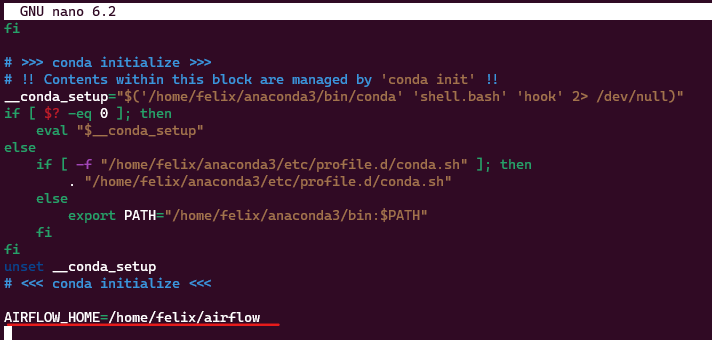 GNU nano 6.2
fi
# >>> conda initialize >>>
# !! Contents within this block are managed by 'conda init' !!
__conda_setup="$('/home/felix/anaconda3/bin/conda' 'shell.bash' 'hook' 2> /dev/null)"
if [ $? -eq 0 ]; then
    eval "$__conda_setup"
else
    if [ -f "/home/felix/anaconda3/etc/profile.d/conda.sh" ]; then
        . "/home/felix/anaconda3/etc/profile.d/conda.sh"
    else
        export PATH="/home/felix/anaconda3/bin:$PATH"
    fi
fi
unset __conda_setup
# <<< conda initialize <<<
AIRFLOW_HOME=/home/felix/airflow